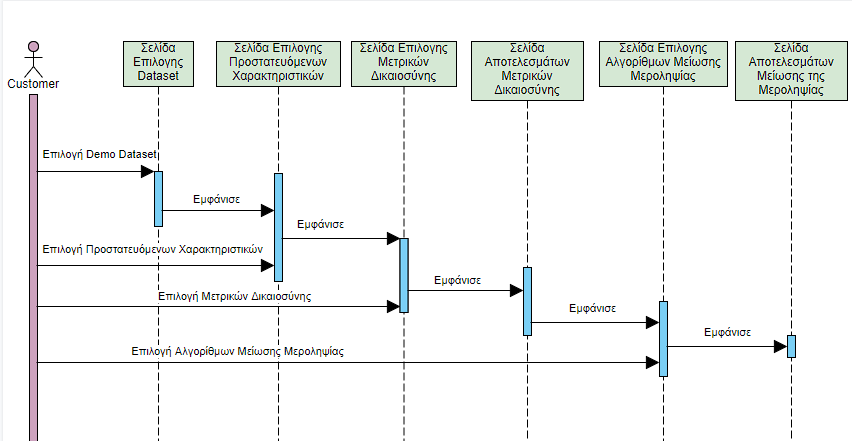 Customer
Σελίδα
Επιλογης
Dataset
Σελίδα Επιλογης
Προστατευόμενων
Χαρακτηριστικών
Σελίδα Επιλογης
Μετρικών
Δικαιοσύνης
Σελίδα
Αποτελεσμάτων
Μετρικών
Δικαιοσύνης
Σελίδα Επιλογης
Αλγορίθμων Μείωσης
Μεροληψίας
Σελίδα
Αποτελεσμάτων
Μείωσης της
Μεροληψίας
Επιλογή Demo Dataset
Εμφάνισε
Εμφάνισε
Επιλογή Προστατευόμενων Χαρακτηριστικών
Εμφάνισε
Επιλογή Μετρικών Δικαιοσύνης
Εμφάνισε
Εμφάνισε
Επιλογή Αλγορίθμων Μείωσης Μεροληψίας